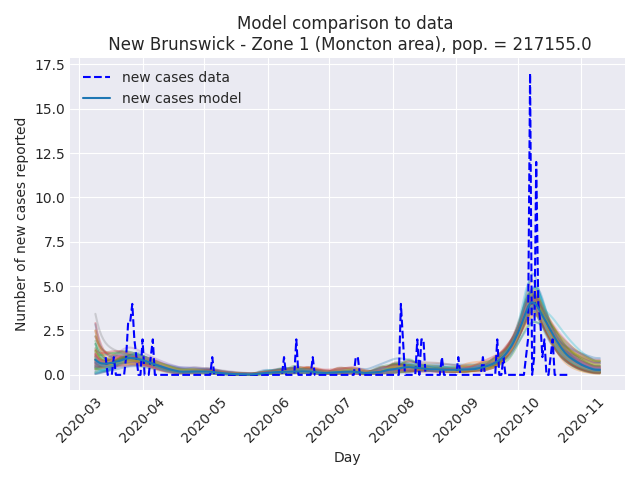 Model comparison to data
New Brunswick - Zone 1 (Moncton area), pop. = 217155.0
17.5
15.0
12.5
10.0
7.5
5.0
2.5
0.0
Number of new cases reported
new cases data
new cases model
2020-03
2020-04
2020-05
2020-06
2020-07
2020-08
2020-09
2020-10
2020-11
Day